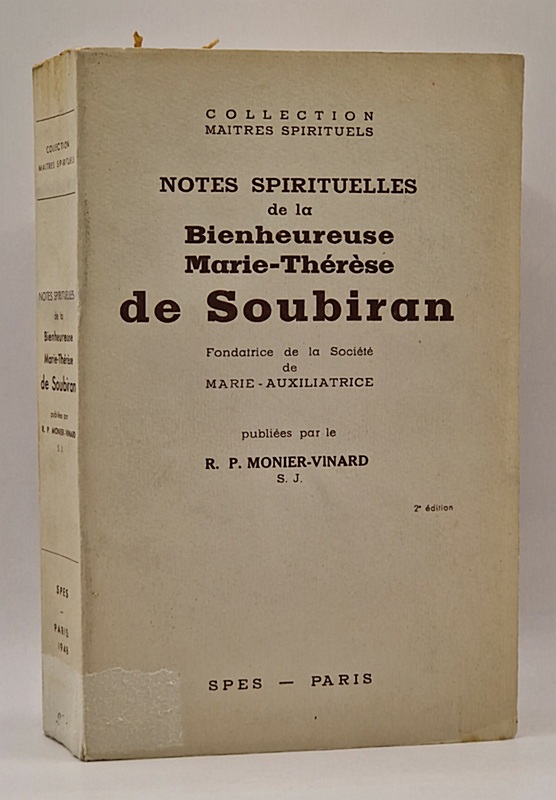 COLLECTION
MAITRES SPIRITUELS
NOTES SPIRITUELLES
de la
Bienheureuse
Marie-Thérèse
de Soubiran
Fondatrice de la Société
de
MARIE-AUXILIATRICE
publiées par le
R. P. MONIER-VINARD
S. J.
2e édition
SPES — PARIS
COLLECTION
MAITRES SPIRITUELS
NOTES SPIRITUELLES
de la
Bienheureuse
Marie-Thérèse
de Soubiran
publiées par
R. P. MONIER-VINARD
S. J.
SPES
—
PARIS